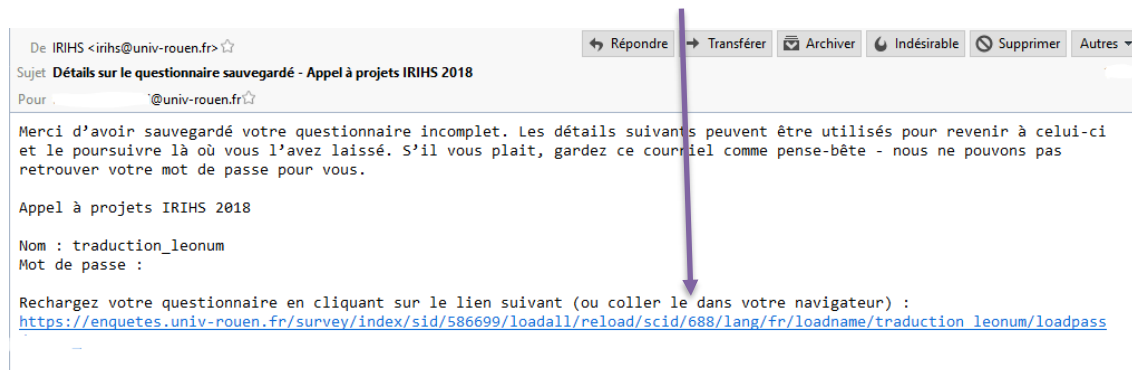 De IRIHS <irihs@univ-rouen.fr> Répondre Transférer Archiver Indésirable Supprimer Autres
Sujet Détails sur le questionnaire sauvegardé - Appel à projets IRIHS 2018
Pour @univ-rouen.fr
Merci d’avoir sauvegardé votre questionnaire incomplet. Les détails suivants peuvent être utilisés pour revenir à celui-ci
et le poursuivre là où vous l’avez laissé. S’il vous plait, gardez ce courriel comme pense-bête - nous ne pouvons pas
retrouver votre mot de passe pour vous.
Appel à projets IRIHS 2018
Nom : traduction_leonum
Mot de passe :
Rechargez votre questionnaire en cliquant sur le lien suivant (ou coller le dans votre navigateur) :
https://enquetes.univ-rouen.fr/survey/index/sid/586699/loadall/reload/scid/688/lang/fr/loadname/traduction_leonum/loadpass